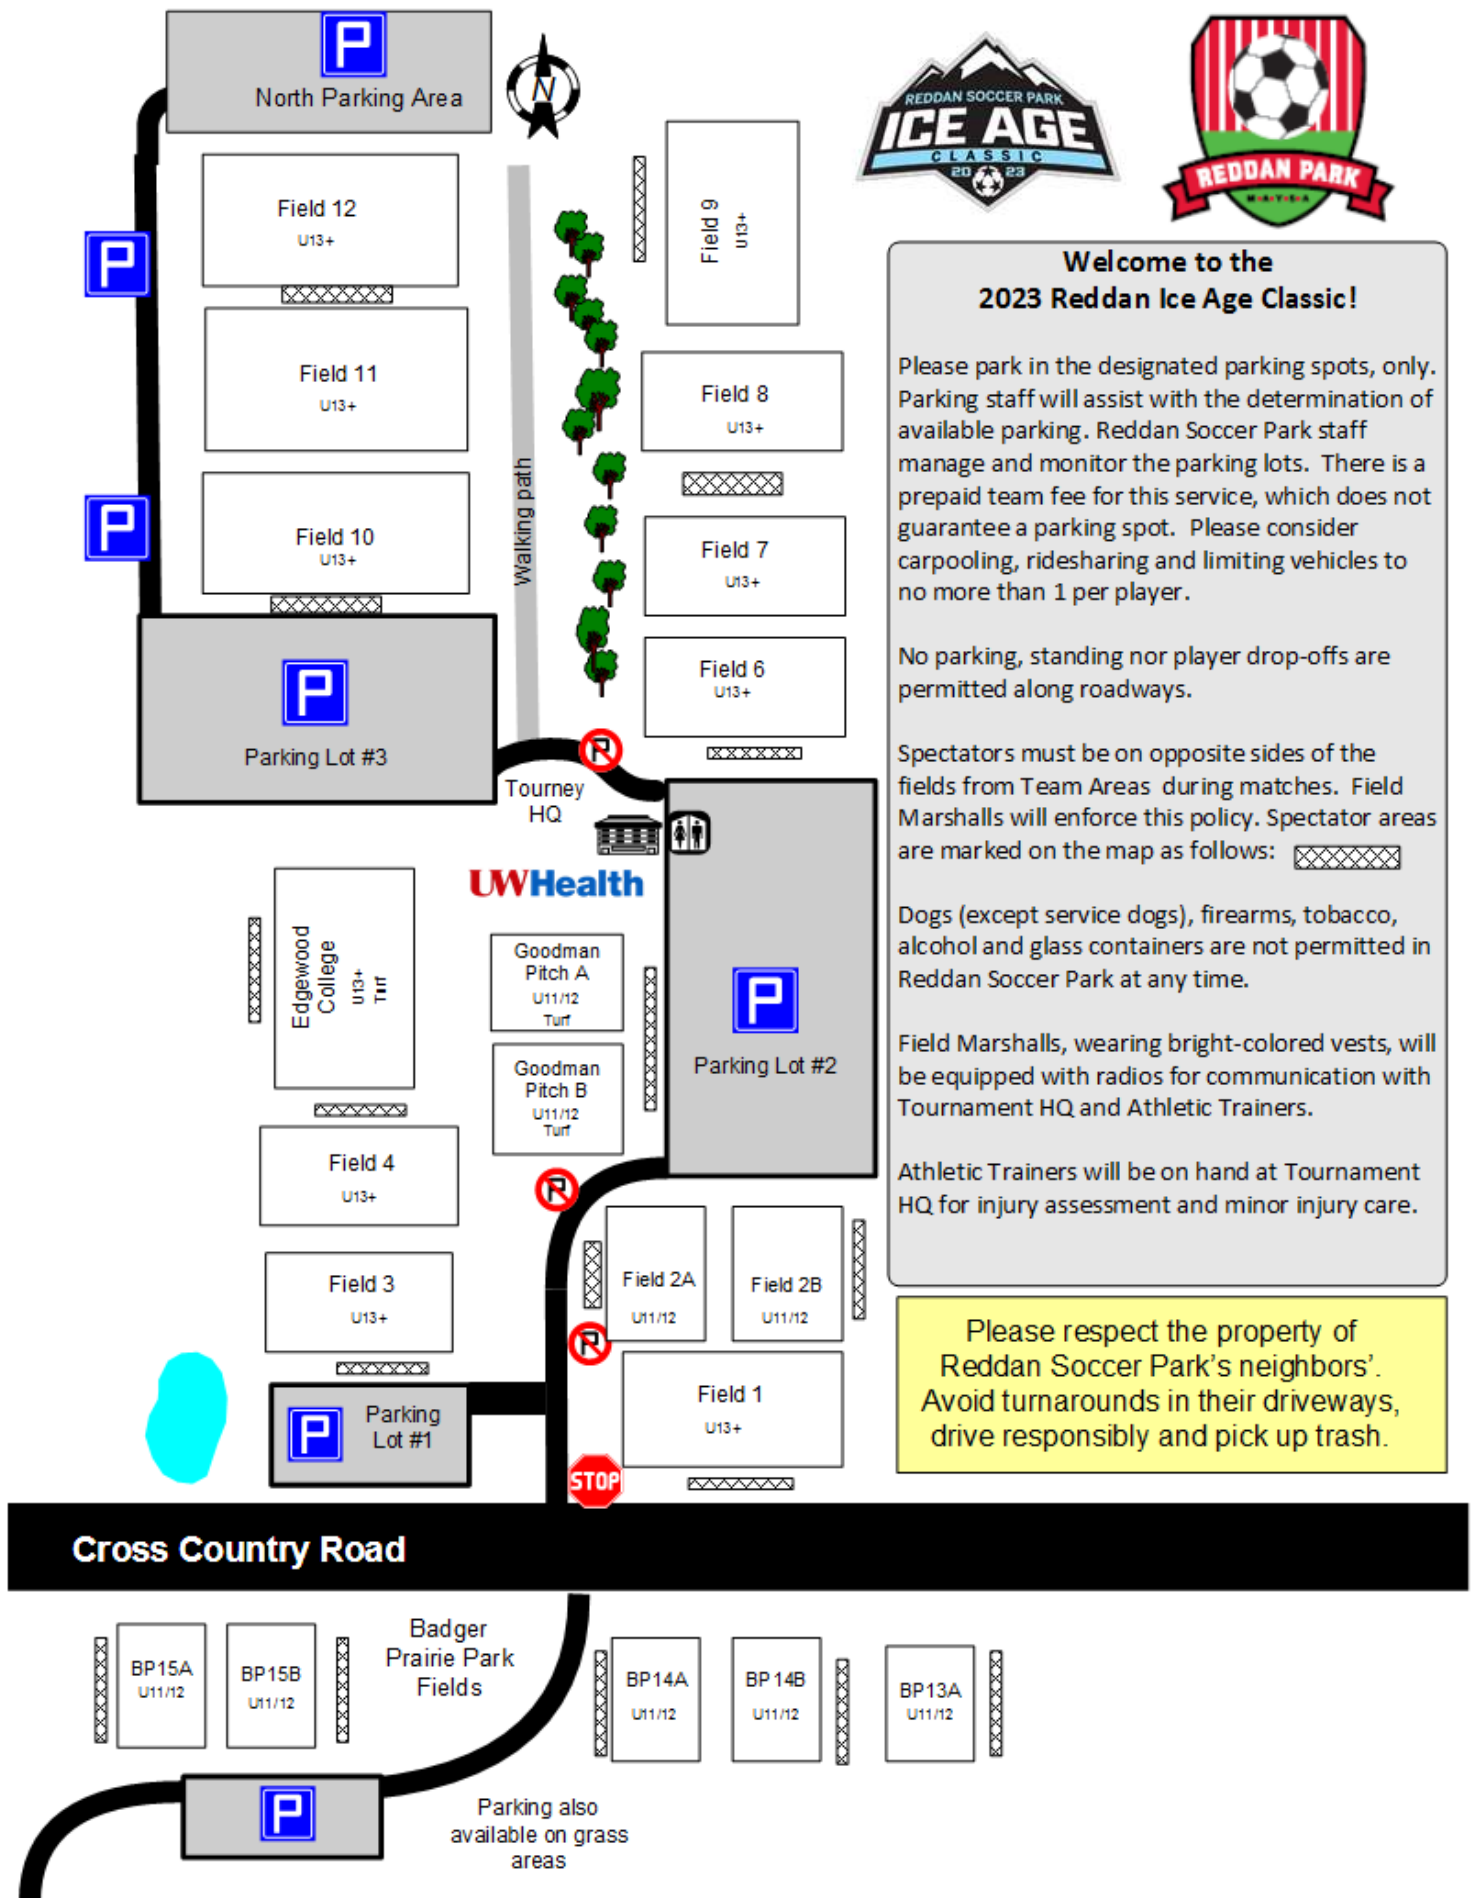 P
North Parking Area
N
REDDAN SOCCER PARK
ICE AGE
CLASSIC
20 23
REDDAN PARK
M·A·Y·S·A
Field 12
U13+
P
Field 9
U13+
Field 11
U13+
Field 8
U13+
Walking path
P
Field 10
U13+
Field 7
U13+
Field 6
U13+
P
Parking Lot #3
P
Tourney
HQ
UWHealth
Edgewood
College
U13+
Turf
Goodman
Pitch A
U11/12
Turf
Goodman
Pitch B
U11/12
Turf
P
Parking Lot #2
Field 4
U13+
P
Field 3
U13+
Field 2A
U11/12
Field 2B
U11/12
P
Field 1
U13+
P
Parking
Lot #1
STOP
Welcome to the
2023 Reddan Ice Age Classic!
Please park in the designated parking spots, only.
Parking staff will assist with the determination of
available parking. Reddan Soccer Park staff
manage and monitor the parking lots.  There is a
prepaid team fee for this service, which does not
guarantee a parking spot.  Please consider
carpooling, ridesharing and limiting vehicles to
no more than 1 per player.
No parking, standing nor player drop-offs are
permitted along roadways.
Spectators must be on opposite sides of the
fields from Team Areas  during matches.  Field
Marshalls will enforce this policy. Spectator areas
are marked on the map as follows:
Dogs (except service dogs), firearms, tobacco,
alcohol and glass containers are not permitted in
Reddan Soccer Park at any time.
Field Marshalls, wearing bright-colored vests, will
be equipped with radios for communication with
Tournament HQ and Athletic Trainers.
Athletic Trainers will be on hand at Tournament
HQ for injury assessment and minor injury care.
Please respect the property of
Reddan Soccer Park's neighbors'.
Avoid turnarounds in their driveways,
drive responsibly and pick up trash.
Cross Country Road
BP15A
U11/12
BP15B
U11/12
Badger
Prairie Park
Fields
BP14A
U11/12
BP14B
U11/12
BP13A
U11/12
P
Parking also
available on grass
areas